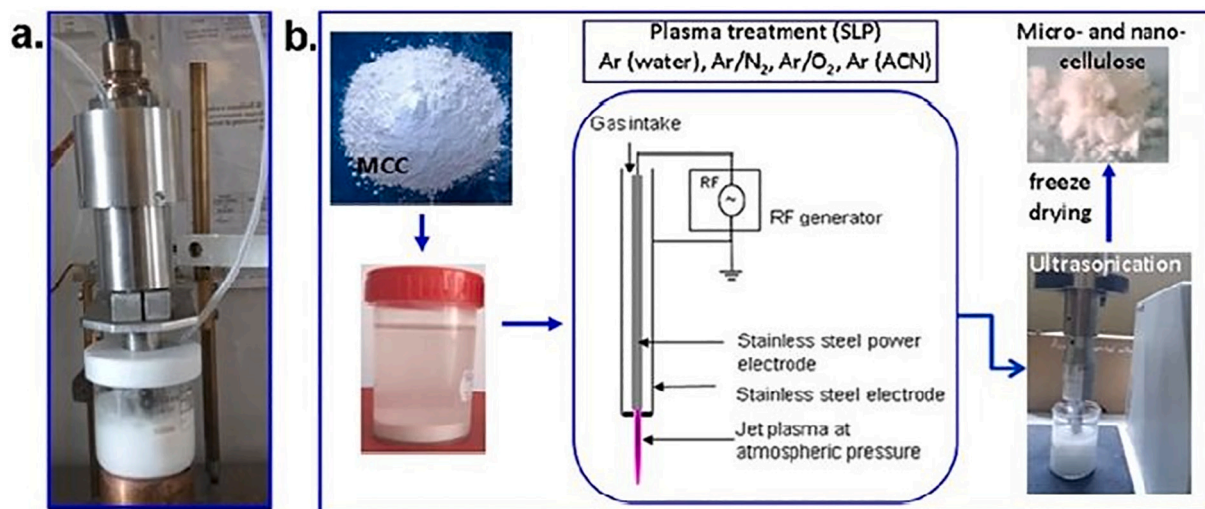 a.
b.
MCC
Plasma treatment (SLP)
Ar (water), Ar/N₂, Ar/O₂, Ar (ACN)
Gas intake
RF
~
RF generator
Stainless steel power
electrode
Stainless steel electrode
Jet plasma at
atmospheric pressure
Micro- and nano-
cellulose
freeze
drying
Ultrasonication